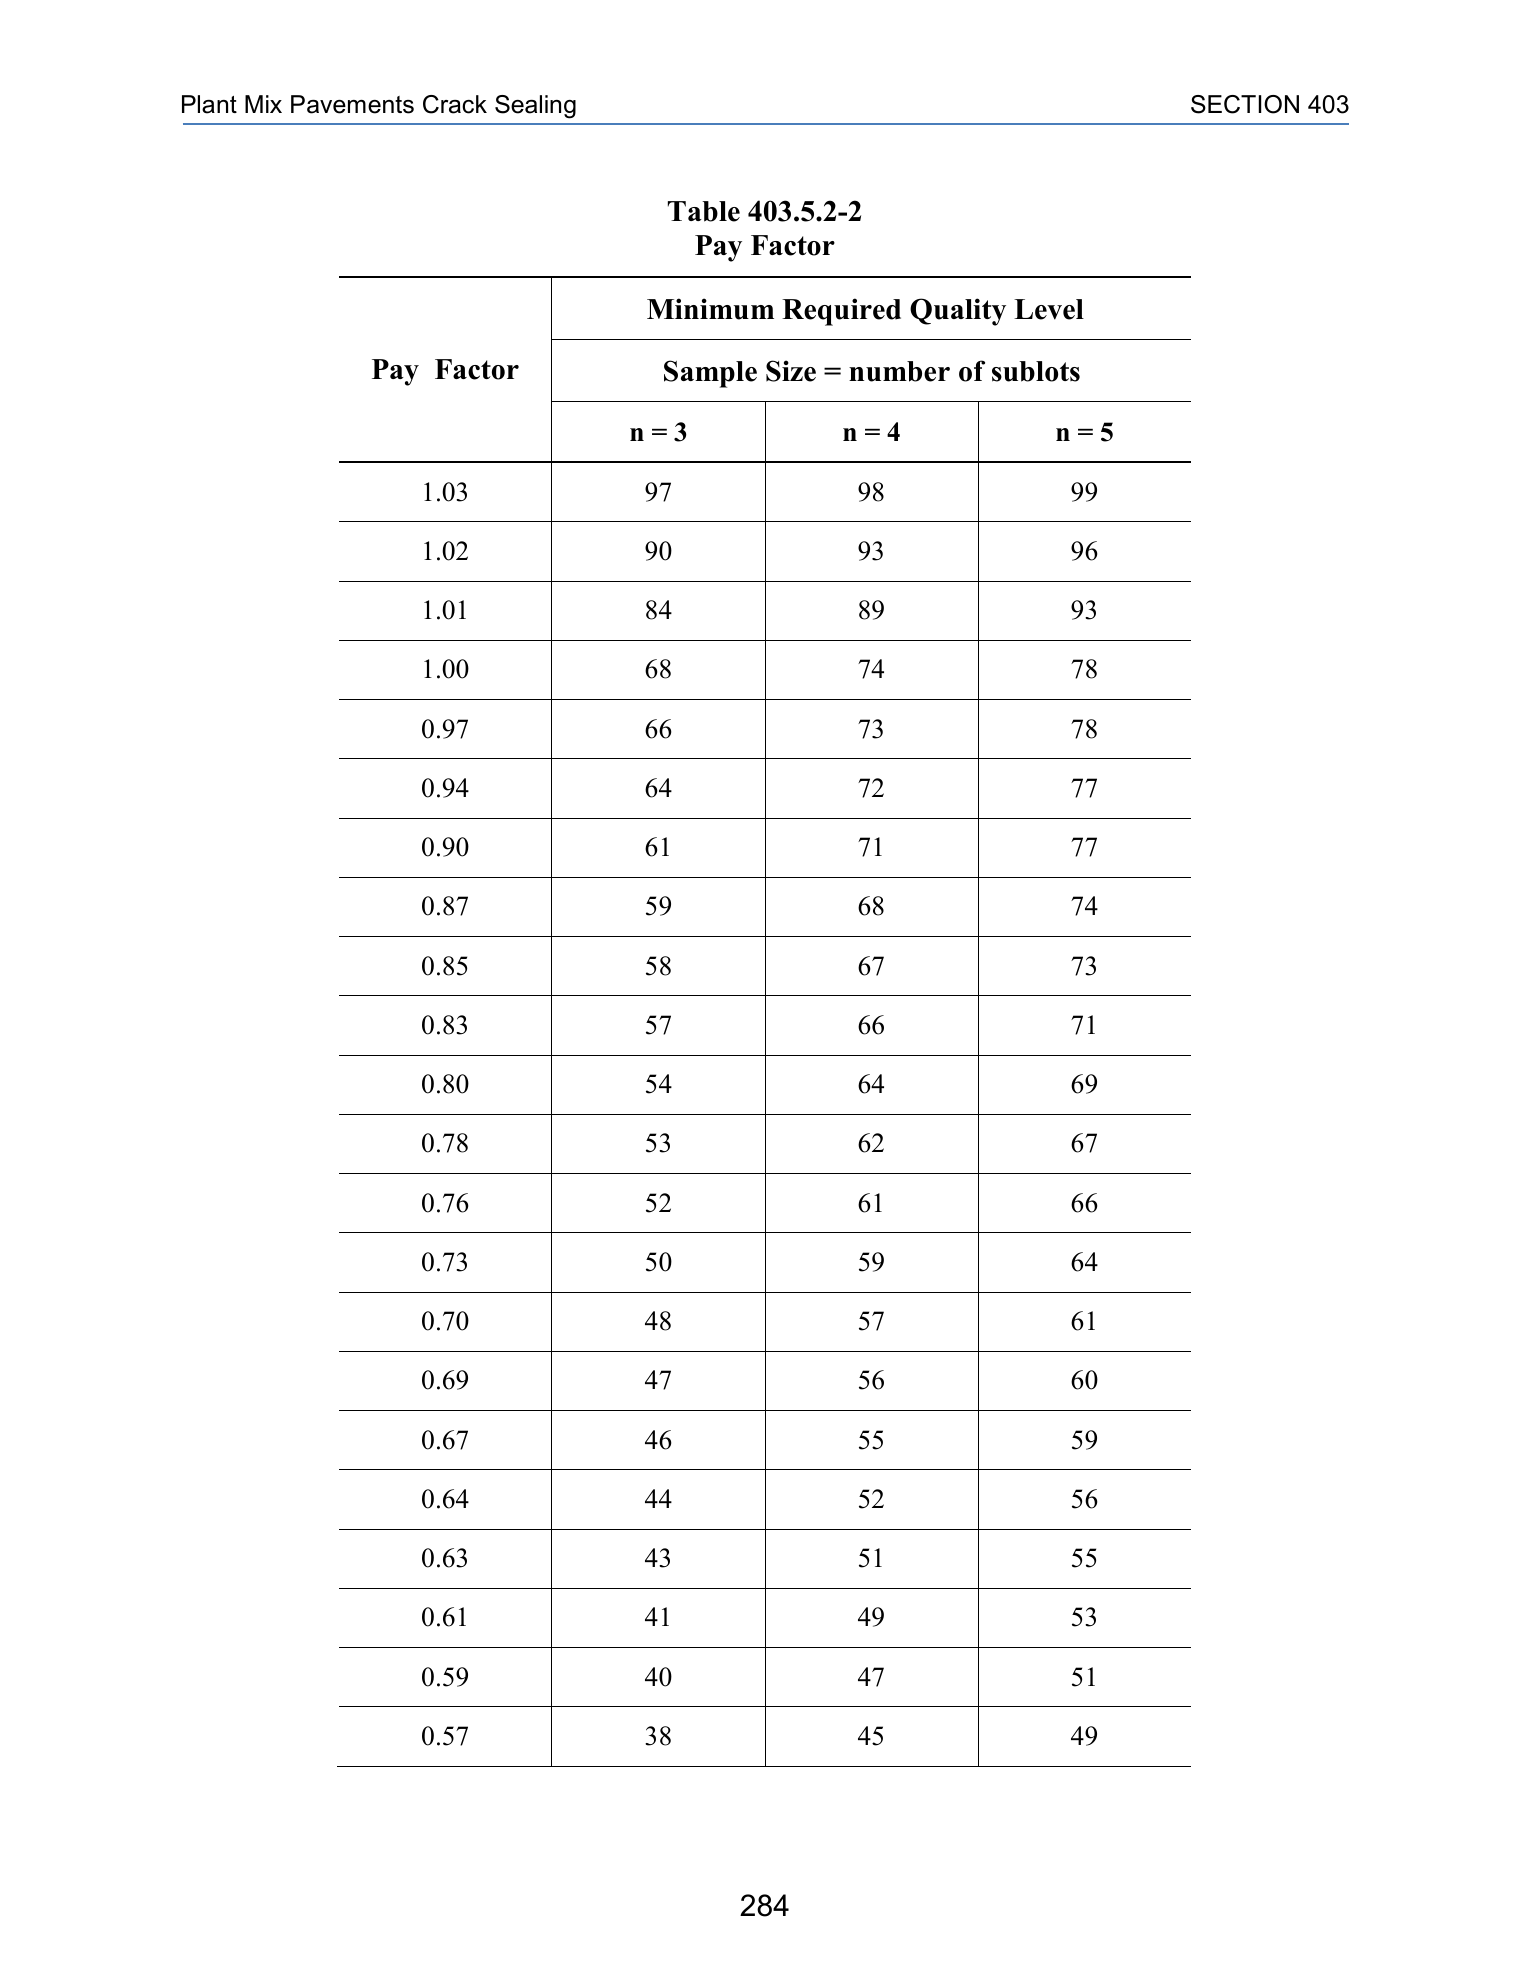 Plant Mix Pavements Crack Sealing SECTION 403
Table 403.5.2-2
Pay Factor
Pay Factor
Minimum Required Quality Level
Sample Size = number of sublots
n = 3 n = 4 n = 5
1.03 97 98 99
1.02 90 93 96
1.01 84 89 93
1.00 68 74 78
0.97 66 73 78
0.94 64 72 77
0.90 61 71 77
0.87 59 68 74
0.85 58 67 73
0.83 57 66 71
0.80 54 64 69
0.78 53 62 67
0.76 52 61 66
0.73 50 59 64
0.70 48 57 61
0.69 47 56 60
0.67 46 55 59
0.64 44 52 56
0.63 43 51 55
0.61 41 49 53
0.59 40 47 51
0.57 38 45 49
284